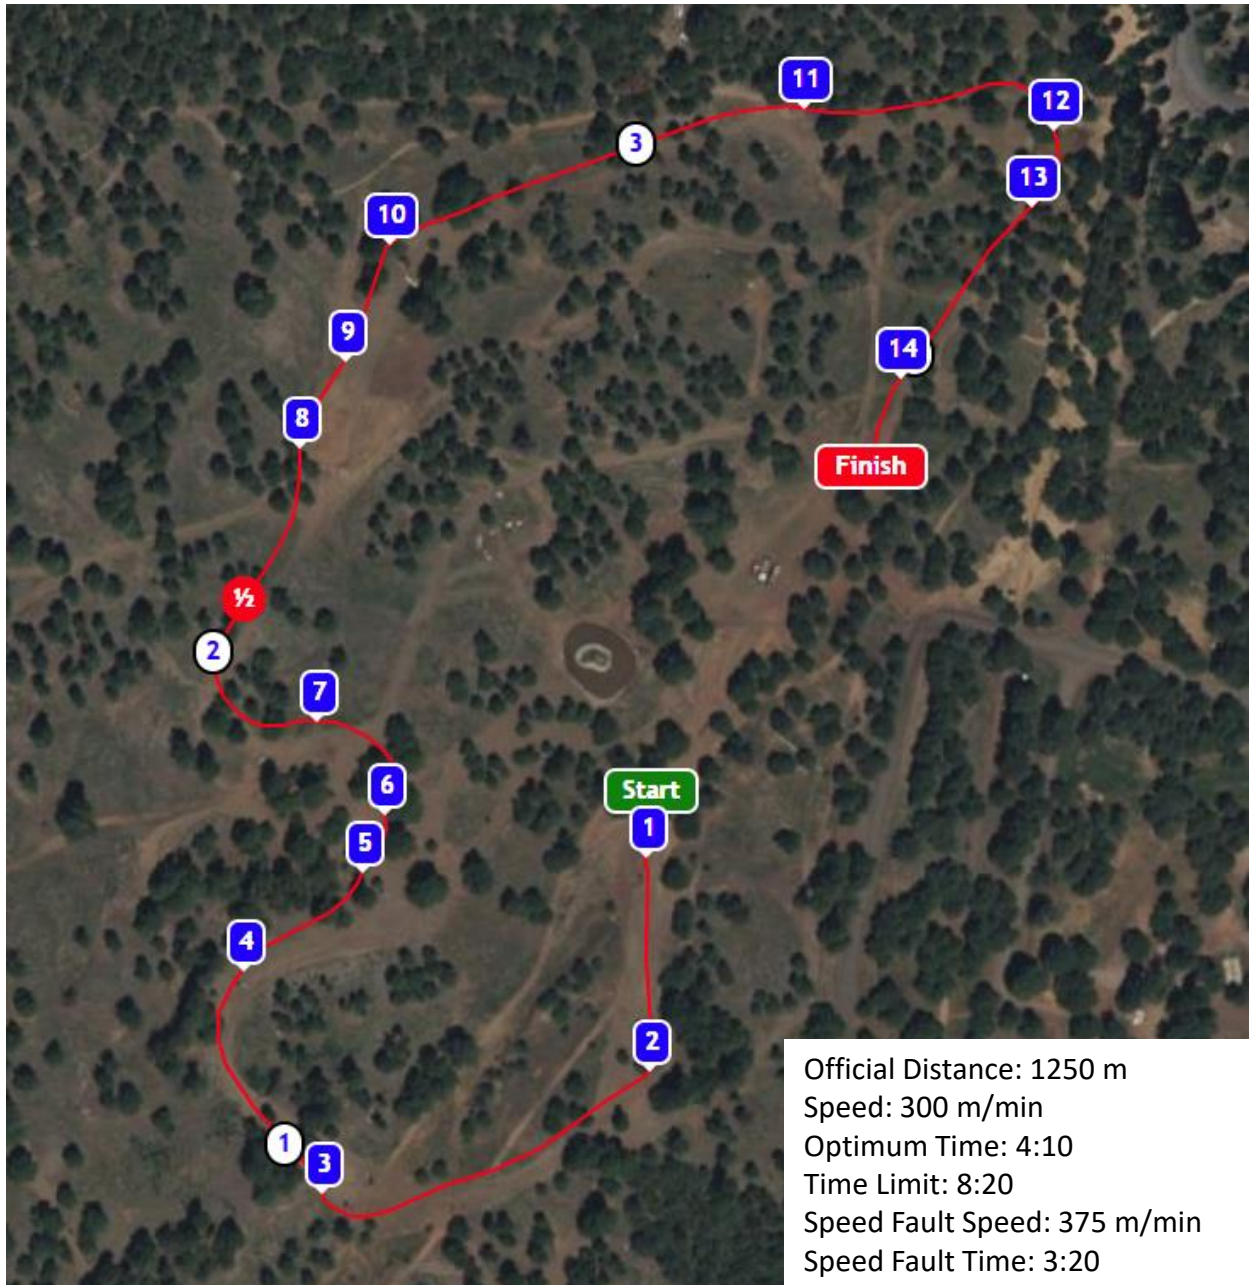 11
12
3
13
10
9
14
8
Finish
½
2
7
6
Start
1
5
4
2
1
3
Official Distance: 1250 m
Speed: 300 m/min
Optimum Time: 4:10
Time Limit: 8:20
Speed Fault Speed: 375 m/min
Speed Fault Time: 3:20